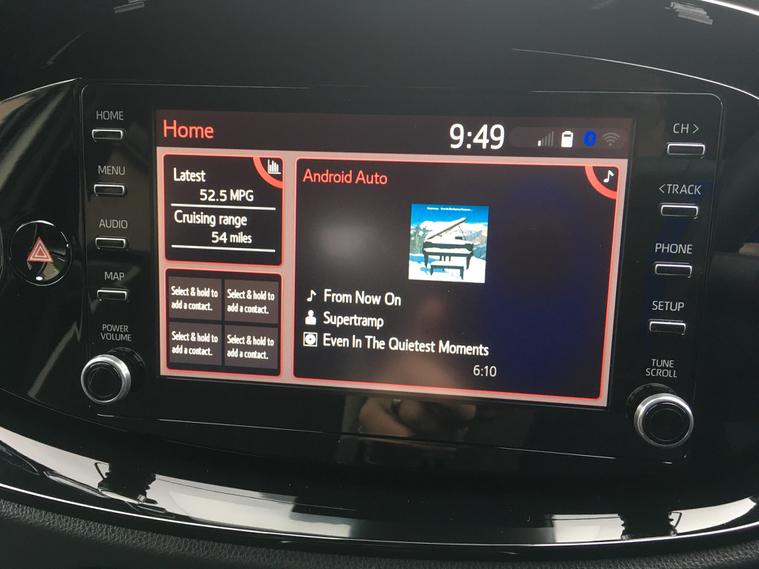 HOME
MENU
AUDIO
MAP
POWER
VOLUME
Home
9:49
Latest
52.5 MPG
Cruising range
54 miles
Select & hold to
add a contact.
Select & hold to
add a contact.
Select & hold to
add a contact.
Select & hold to
add a contact.
Android Auto
From Now On
Supertramp
Even In The Quietest Moments
6:10
CH >
< TRACK
PHONE
SETUP
TUNE
SCROLL